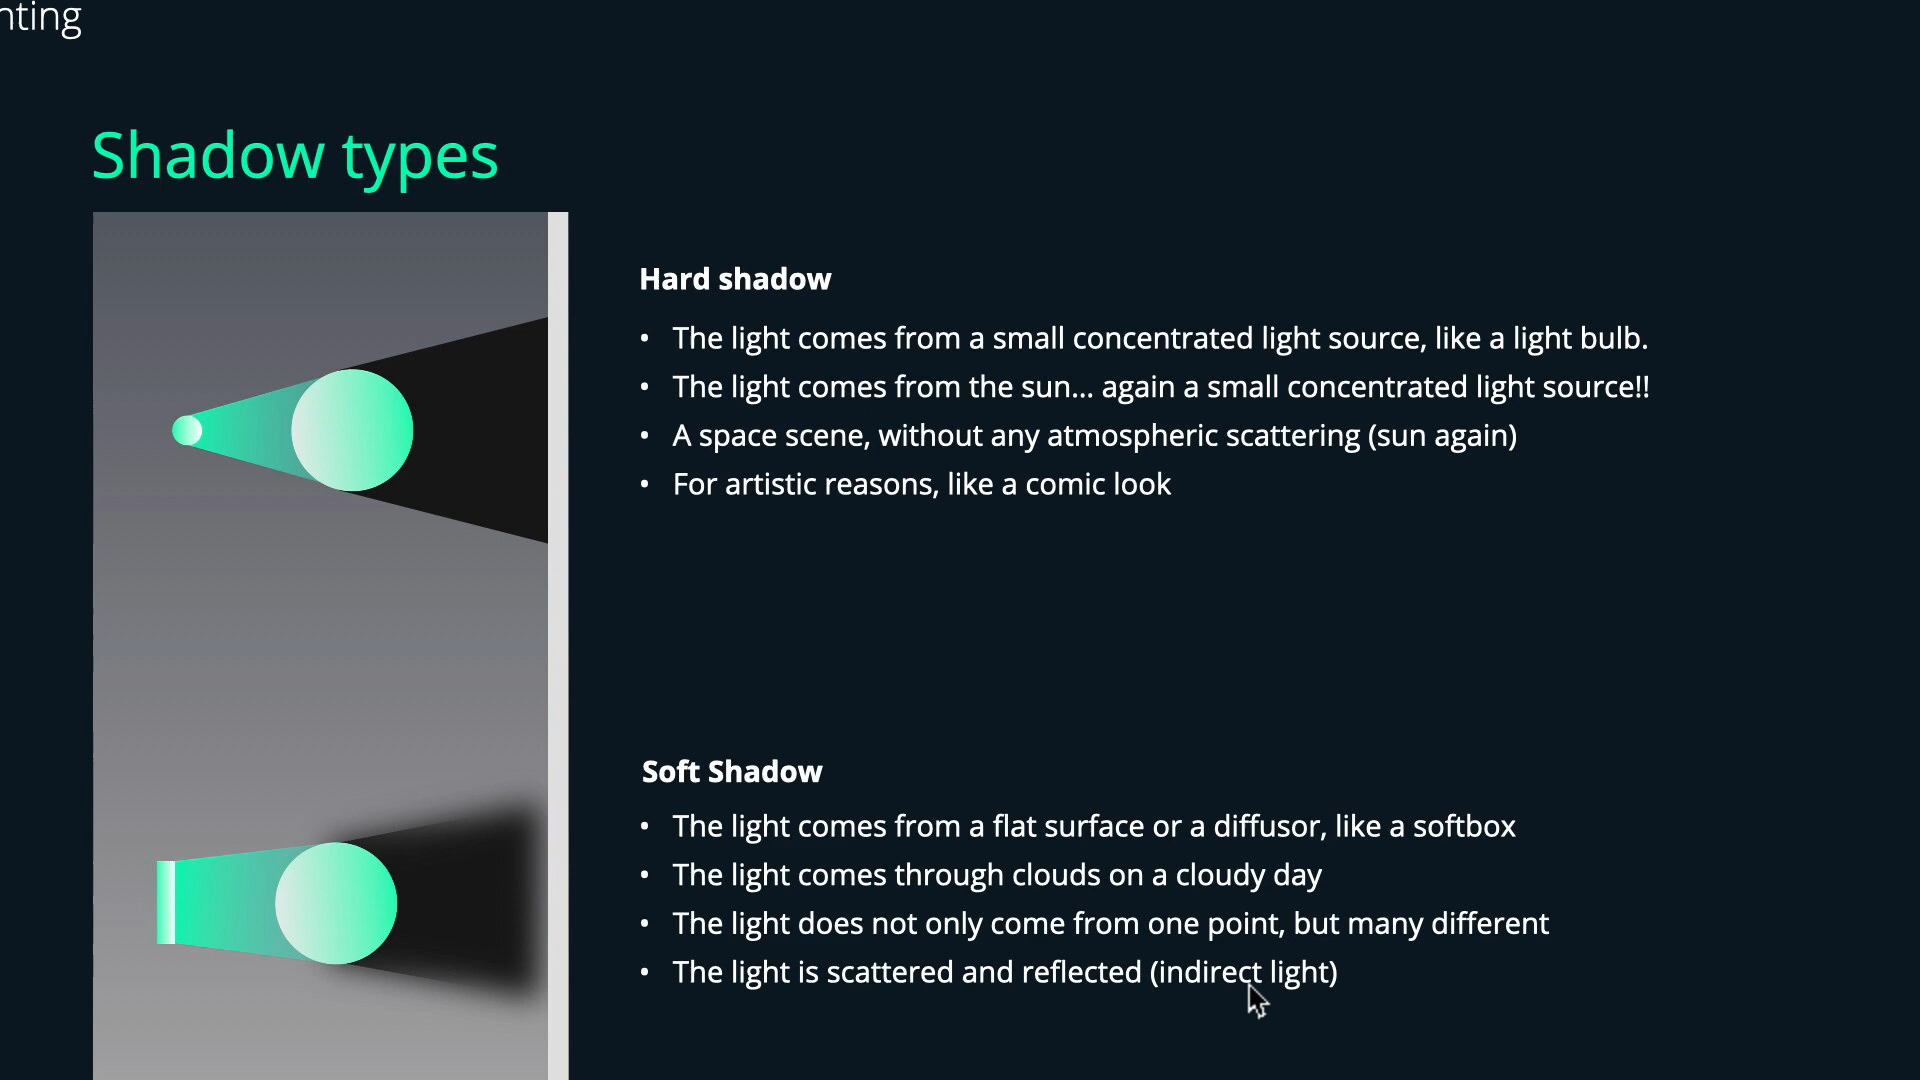 Shadow types
Hard shadow
• The light comes from a small concentrated light source, like a light bulb.
• The light comes from the sun... again a small concentrated light source!!
• A space scene, without any atmospheric scattering (sun again)
• For artistic reasons, like a comic look
Soft Shadow
• The light comes from a flat surface or a diffusor, like a softbox
• The light comes through clouds on a cloudy day
• The light does not only come from one point, but many different
• The light is scattered and reflected (indirect light)